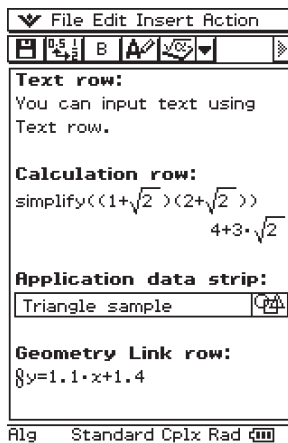 File Edit Insert Action
B
Text row:
You can input text using
Text row.
Calculation row:
simplify((1+√2)(2+√2))
4+3·√2
Application data strip:
Triangle sample
Geometry Link row:
y=1.1·x+1.4
Alg Standard Cplx Rad